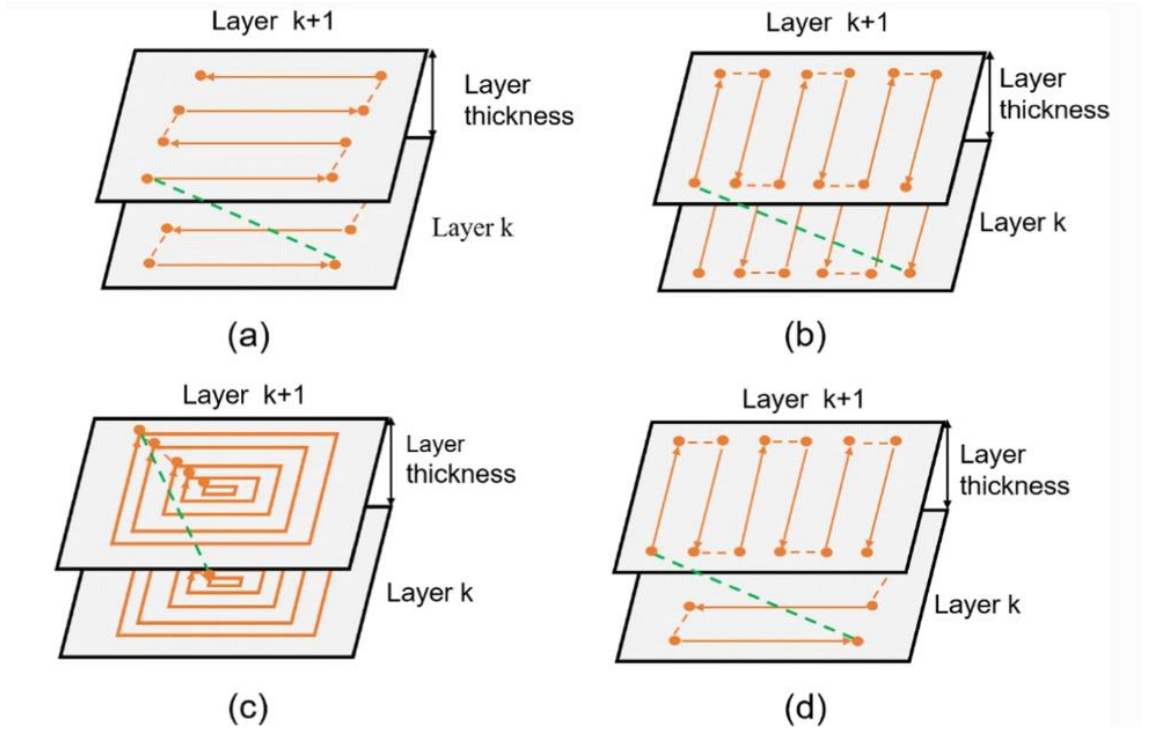 Layer k+1
Layer
thickness
Layer k
(a)
Layer k+1
Layer
thickness
Layer k
(b)
Layer k+1
Layer
thickness
Layer k
(c)
Layer k+1
Layer
thickness
Layer k
(d)